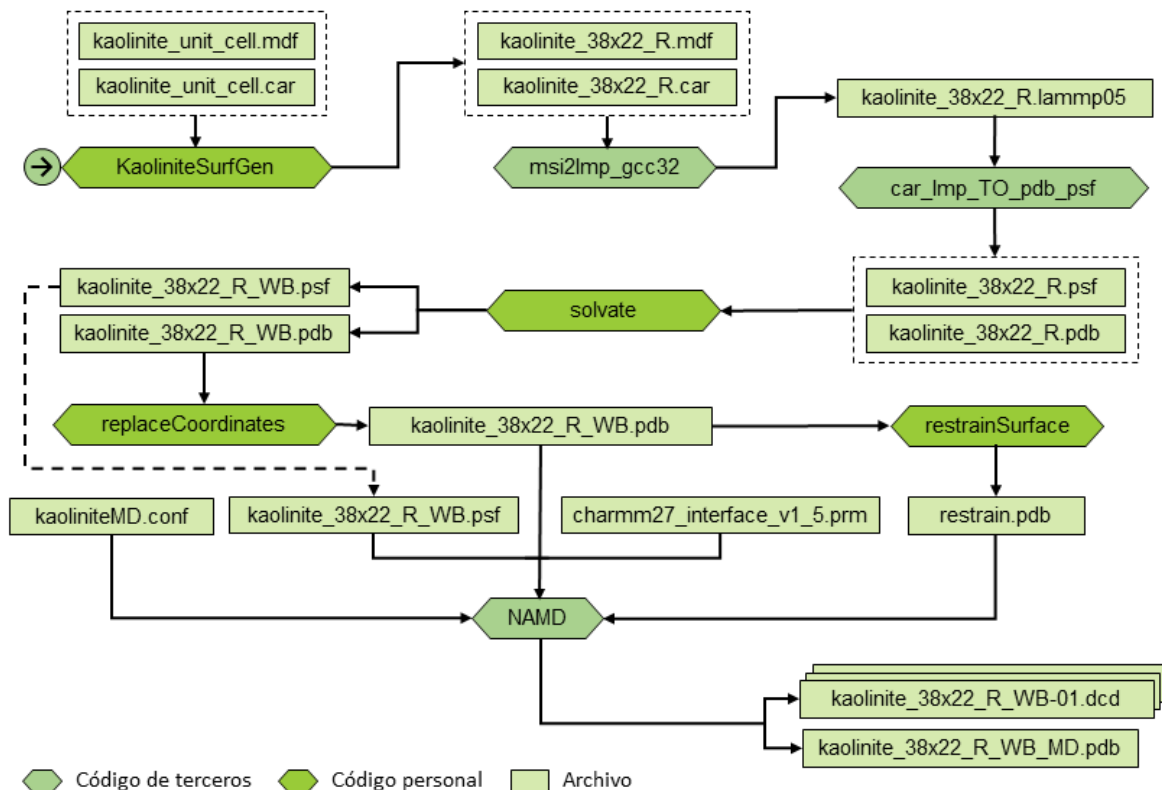 kaolinite_unit_cell.mdf
kaolinite_unit_cell.car
KaoliniteSurfGen
kaolinite_38x22_R.mdf
kaolinite_38x22_R.car
msi2lmp_gcc32
kaolinite_38x22_R.lammp05
car_lmp_TO_pdb_psf
kaolinite_38x22_R.psf
kaolinite_38x22_R.pdb
solvate
kaolinite_38x22_R_WB.psf
kaolinite_38x22_R_WB.pdb
replaceCoordinates
kaolinite_38x22_R_WB.pdb
restrainSurface
kaoliniteMD.conf
kaolinite_38x22_R_WB.psf
charmm27_interface_v1_5.prm
restrain.pdb
NAMD
kaolinite_38x22_R_WB-01.dcd
kaolinite_38x22_R_WB_MD.pdb
Código de terceros
Código personal
Archivo